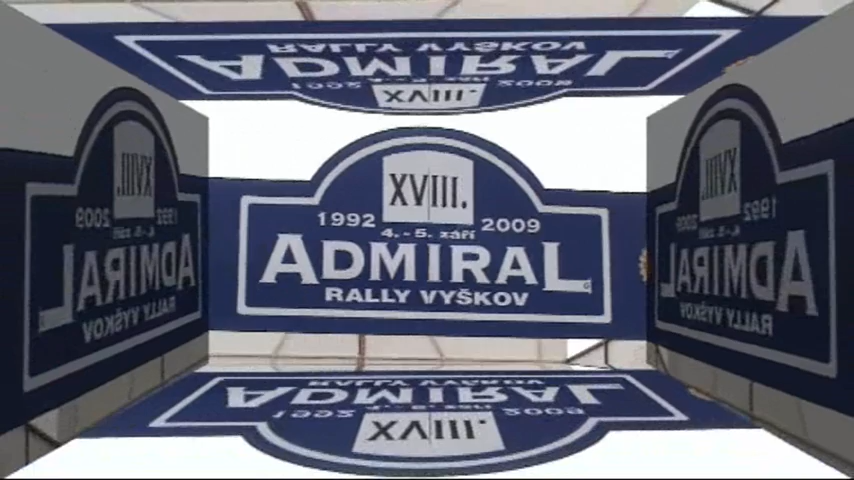 XVIII.
1992 2009
4. - 5. září
ADMIRAL
RALLY VYŠKOV